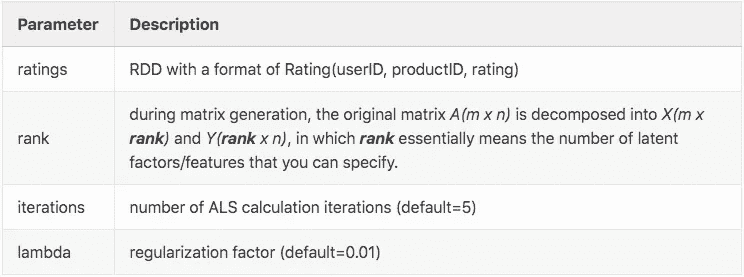 Parameter Description
ratings RDD with a format of Rating(userID, productID, rating)
during matrix generation, the original matrix A(m x n) is decomposed into X(m x
rank rank) and Y(rank x n), in which rank essentially means the number of latent
factors/features that you can specify.
iterations number of ALS calculation iterations (default=5)
lambda regularization factor (default=0.01)